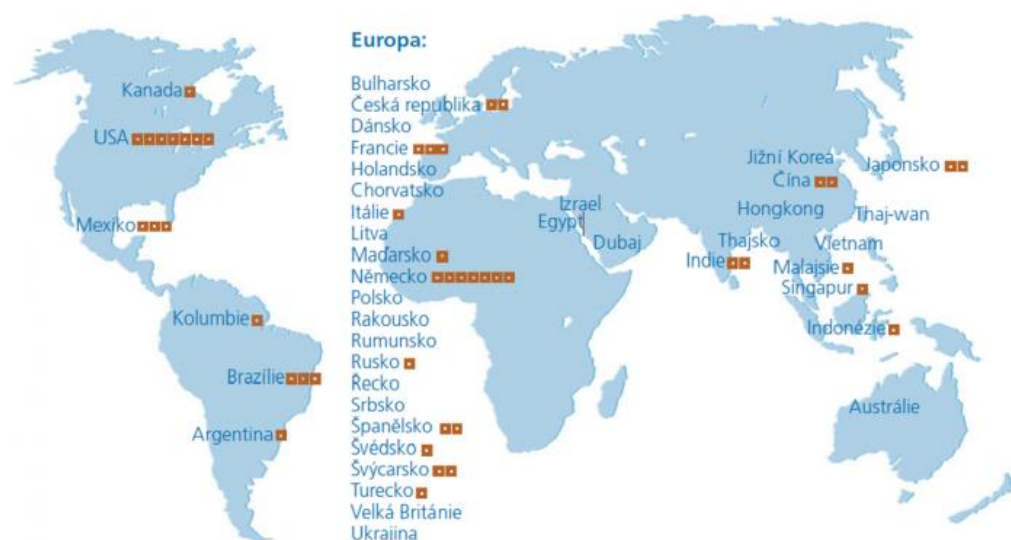 Kanada
USA
Mexiko
Kolumbie
Brazílie
Argentina
Europa:
Bulharsko
Česká republika
Dánsko
Francie
Holandsko
Chorvatsko
Itálie
Litva
Maďarsko
Německo
Polsko
Rakousko
Rumunsko
Rusko
Řecko
Srbsko
Španělsko
Švédsko
Švýcarsko
Turecko
Velká Británie
Ukrajina
Izrael
Egypt
Dubaj
Jižní Korea
Japonsko
Čína
Hongkong
Thaj-wan
Thajsko
Vietnam
Indie
Malajsie
Singapur
Indonézie
Austrálie